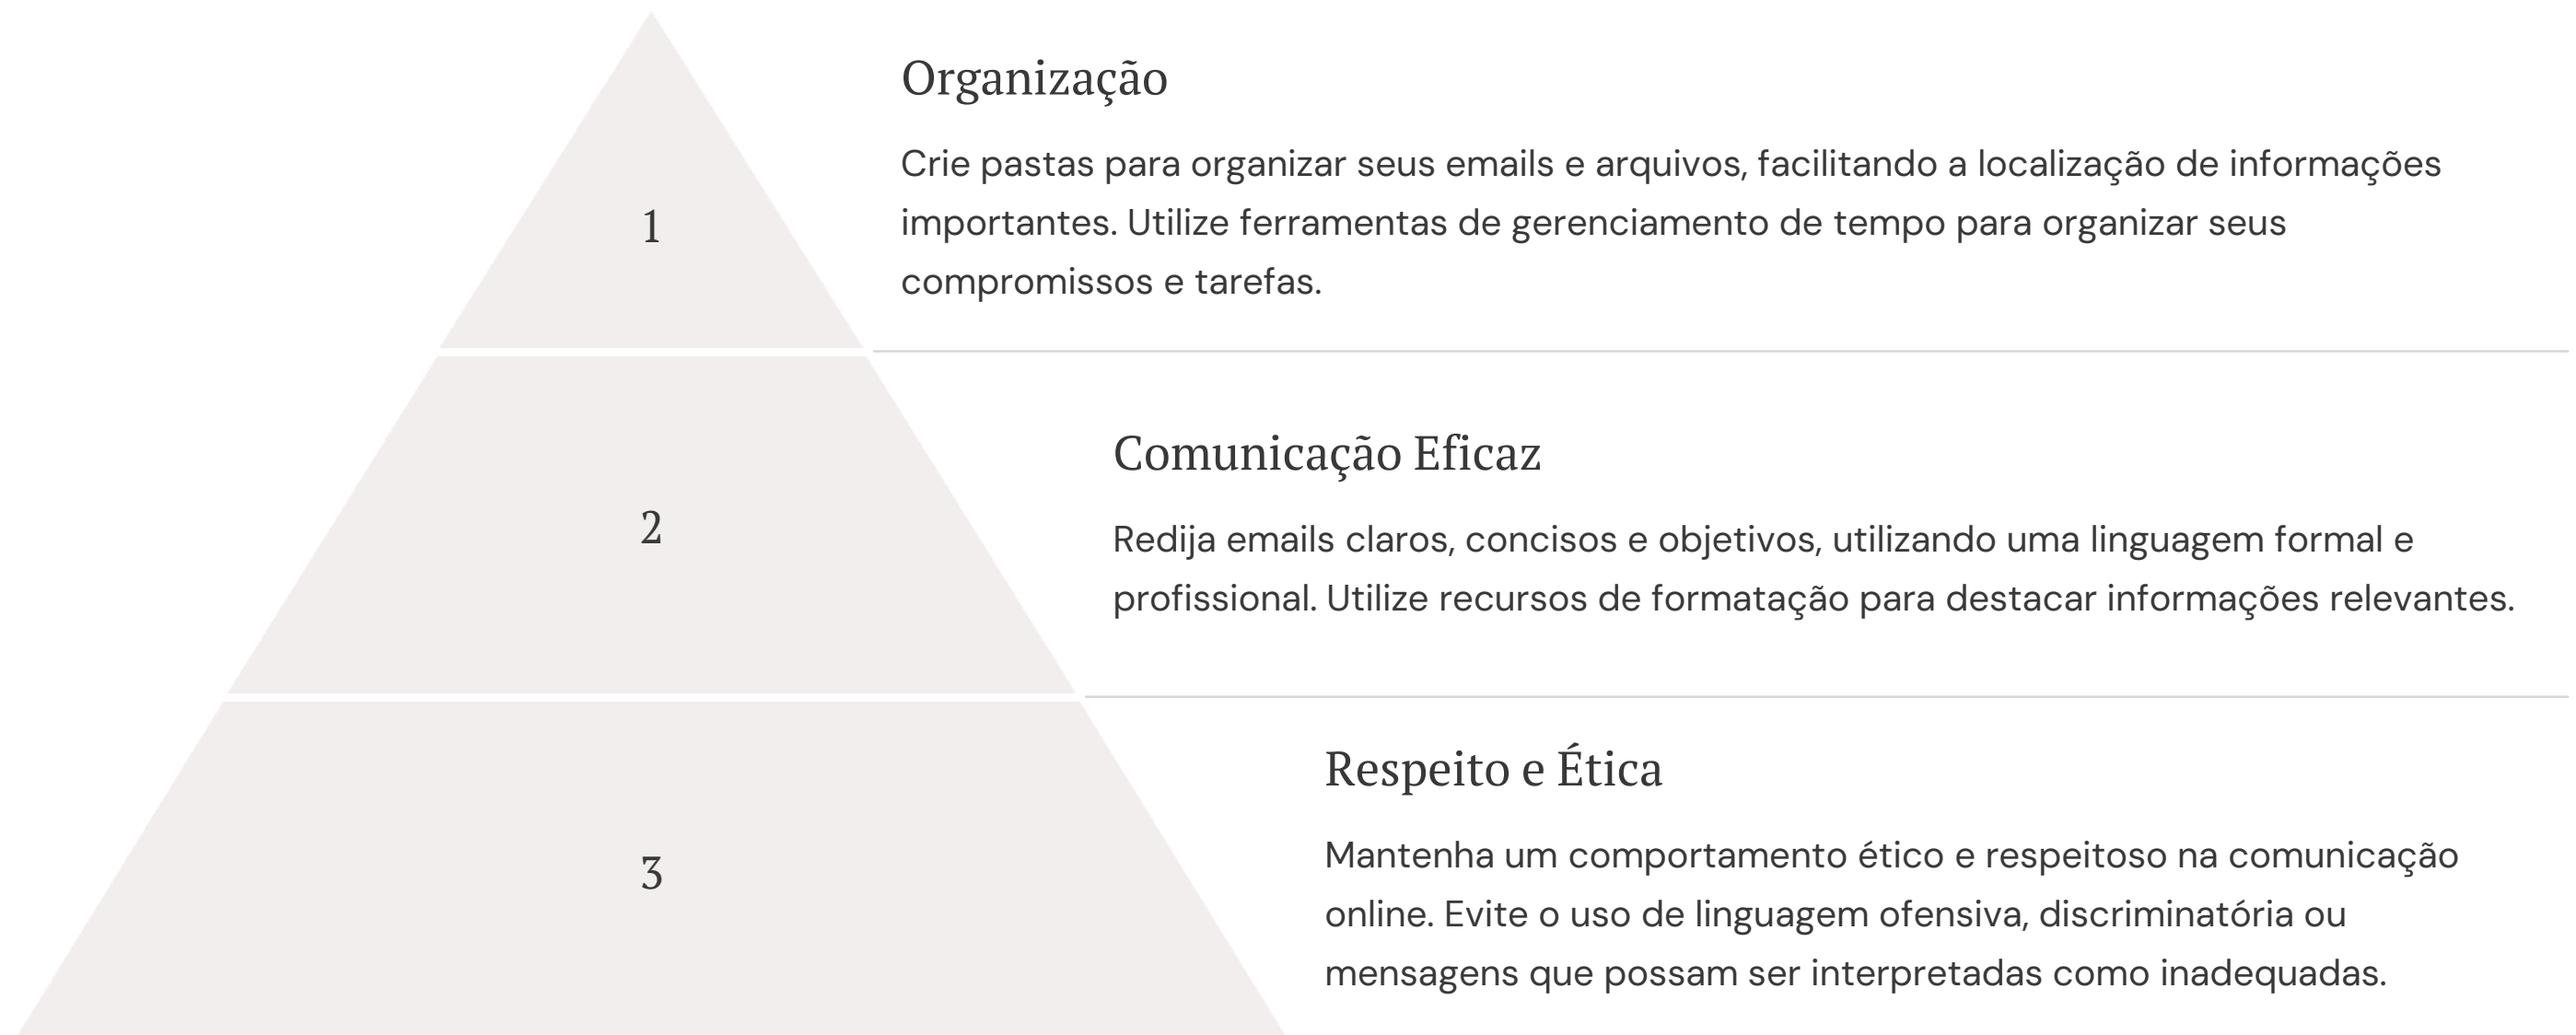 Organização
Crie pastas para organizar seus emails e arquivos, facilitando a localização de informações
importantes. Utilize ferramentas de gerenciamento de tempo para organizar seus
compromissos e tarefas.
1
Comunicação Eficaz
Redija emails claros, concisos e objetivos, utilizando uma linguagem formal e
profissional. Utilize recursos de formatação para destacar informações relevantes.
2
Respeito e Ética
Mantenha um comportamento ético e respeitoso na comunicação
online. Evite o uso de linguagem ofensiva, discriminatória ou
mensagens que possam ser interpretadas como inadequadas.
3